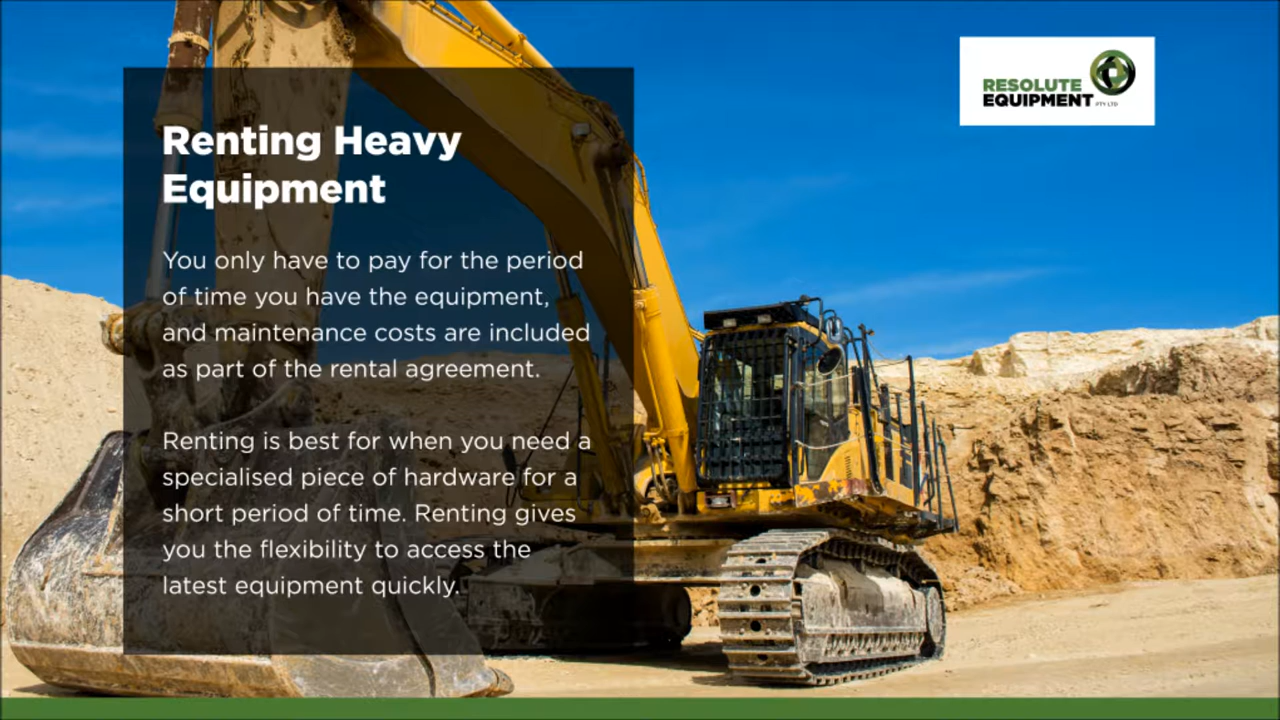 RESOLUTE
EQUIPMENT PTY LTD
Renting Heavy
Equipment
You only have to pay for the period
of time you have the equipment,
and maintenance costs are included
as part of the rental agreement.
Renting is best for when you need a
specialised piece of hardware for a
short period of time. Renting gives
you the flexibility to access the
latest equipment quickly.